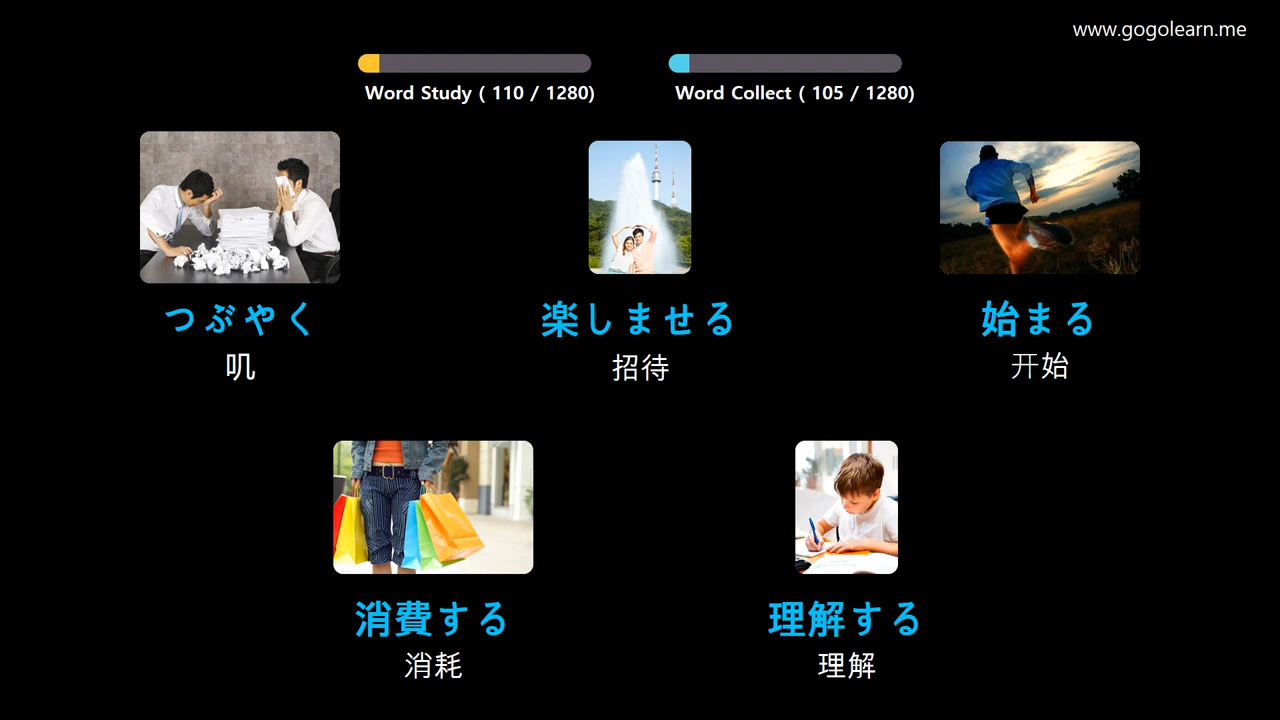 www.gogolearn.me
Word Study ( 110 / 1280)
Word Collect ( 105 / 1280)
つぶやく
叽
楽しませる
招待
始まる
开始
消費する
消耗
理解する
理解